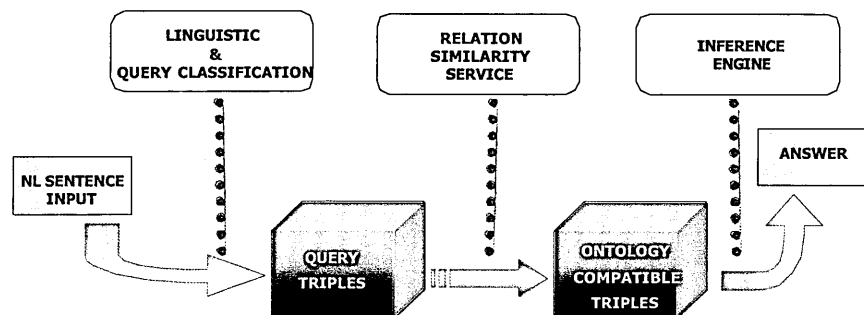 LINGUISTIC
&
QUERY CLASSIFICATION
RELATION
SIMILARITY
SERVICE
INFERENCE
ENGINE
NL SENTENCE
INPUT
ANSWER
QUERY
TRIPLES
ONTOLOGY
COMPATIBLE
TRIPLES